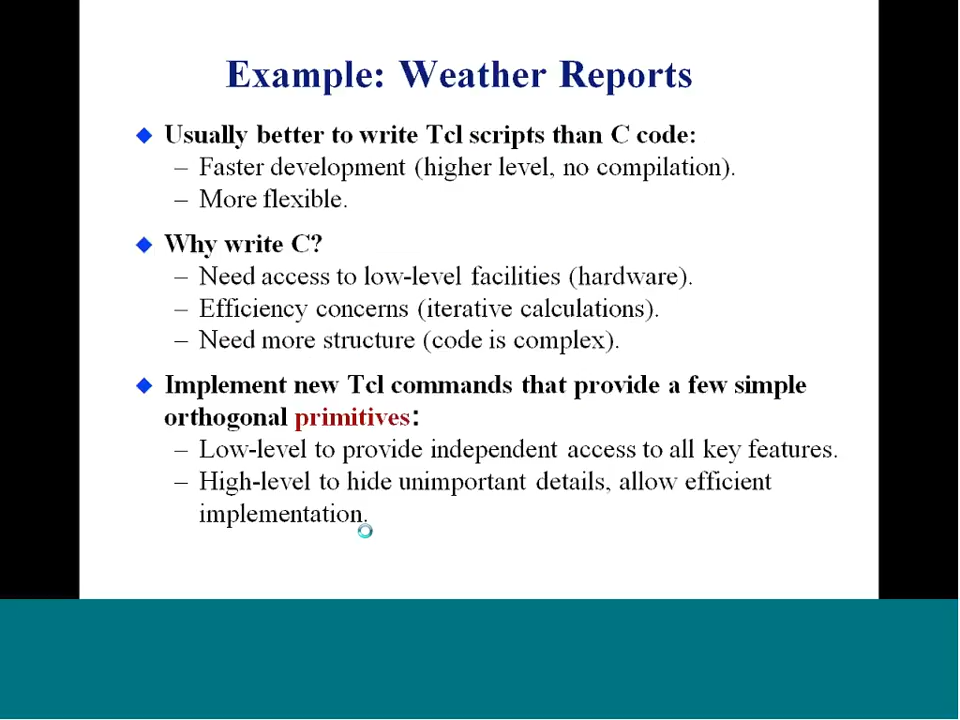 Example: Weather Reports
◆ Usually better to write Tcl scripts than C code:
– Faster development (higher level, no compilation).
– More flexible.
◆ Why write C?
– Need access to low-level facilities (hardware).
– Efficiency concerns (iterative calculations).
– Need more structure (code is complex).
◆ Implement new Tcl commands that provide a few simple
orthogonal primitives:
– Low-level to provide independent access to all key features.
– High-level to hide unimportant details, allow efficient
implementation.